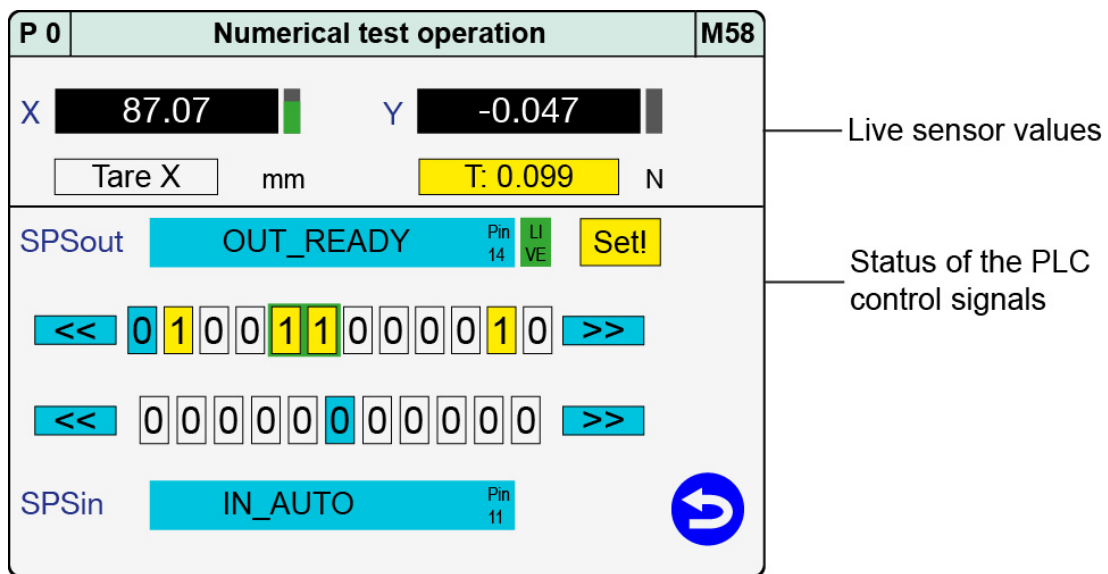 P 0 Numerical test operation M58
X 87.07 Y -0.047
Live sensor values
Tare X mm T: 0.099 N
SPSout OUT_READY Pin 14 LI VE Set!
Status of the PLC
control signals
<< 0 1 0 0 1 1 0 0 0 0 1 0 >>
<< 0 0 0 0 0 0 0 0 0 0 0 >>
SPSin IN_AUTO Pin 11